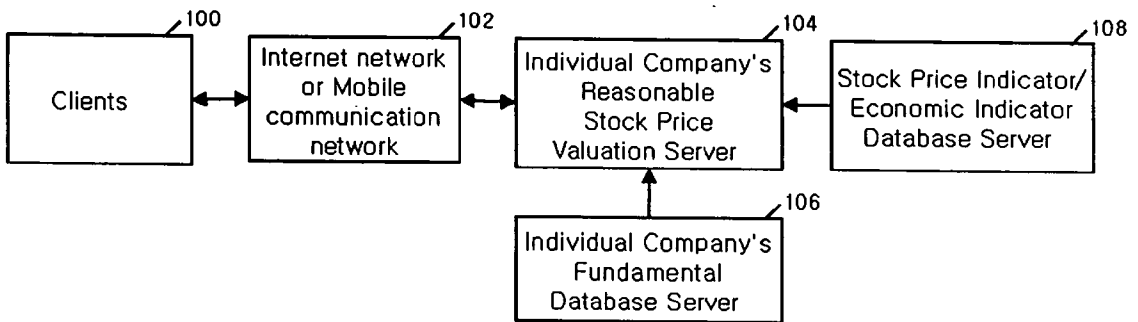 100
Clients
102
Internet network
or Mobile
communication
network
104
Individual Company's
Reasonable
Stock Price
Valuation Server
108
Stock Price Indicator/
Economic Indicator
Database Server
106
Individual Company's
Fundamental
Database Server